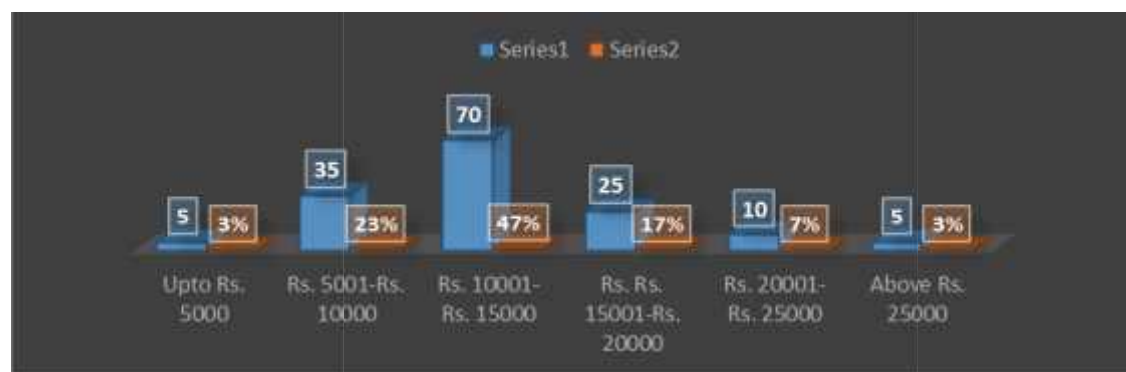 Series1 Series2
70
35
25
5 3% 23% 47% 17% 10 7% 5 3%
Upto Rs. 5000
Rs. 5001-Rs. 10000
Rs. 10001-
Rs. 15000
Rs. Rs.
15001-Rs.
20000
Rs. 20001-
Rs. 25000
Above Rs.
25000